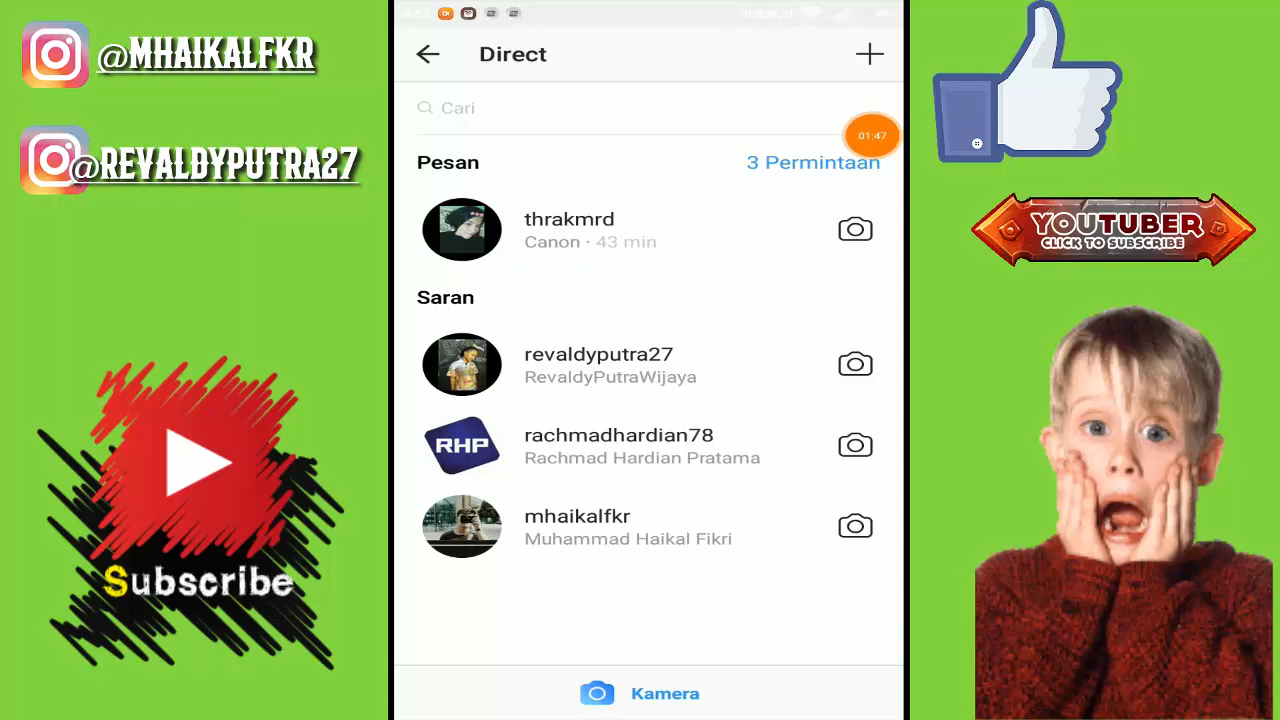 @MHAIKALFKR
@REVALDYPUTRA27
Subscribe
Direct
Cari
01:47
Pesan
3 Permintaan
thrakmrd
Canon · 43 min
Saran
revaldyputra27
RevaldyPutraWijaya
RHP
rachmadhardian78
Rachmad Hardian Pratama
mhaikalfkr
Muhammad Haikal Fikri
Kamera
YOUTUBER
CLICK TO SUBSCRIBE